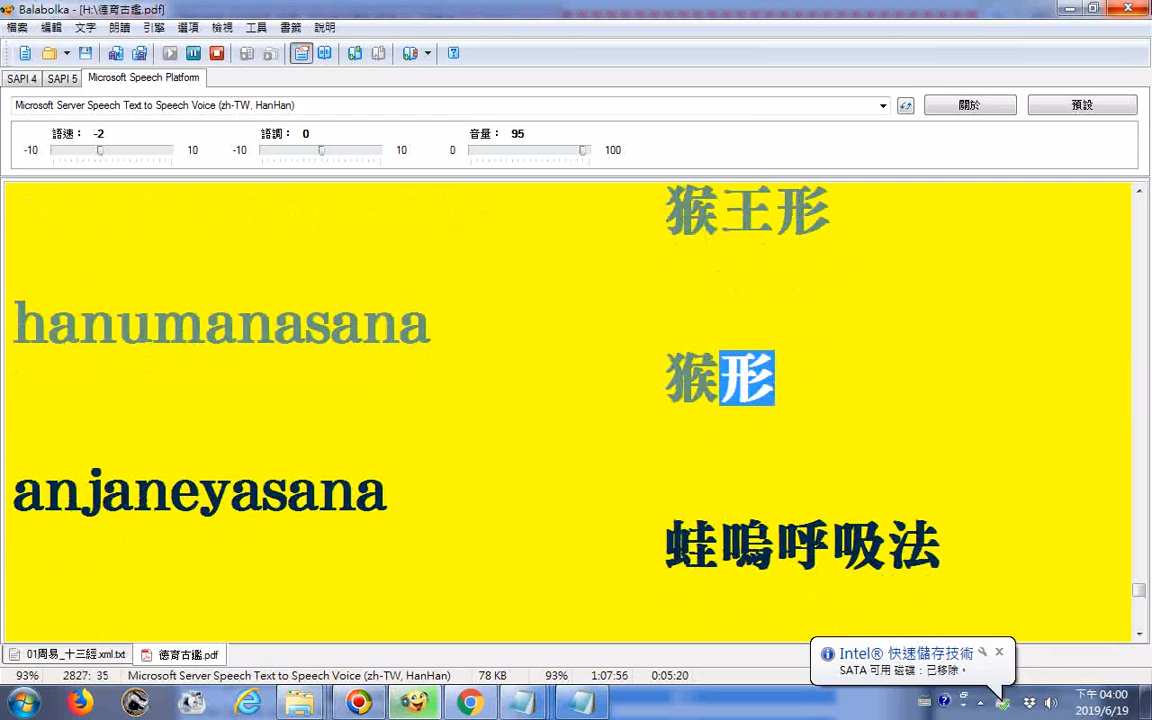 Balabolka - [H:\德育古鑑.pdf]
檔案 編輯 文字 朗讀 引擎 選項 檢視 工具 書籤 說明
SAPI 4 SAPI 5 Microsoft Speech Platform
Microsoft Server Speech Text to Speech Voice (zh-TW, HanHan) 關於 預設
語速： -2 語調： 0 音量： 95
-10 10 -10 10 0 100
猴王形
hanumanasana
猴形
anjaneyasana
蛙嗚呼吸法
Intel® 快速儲存技術
SATA 可用 磁碟：已移除。
01周易_十三經.xml.txt 德育古鑑.pdf
93% 2827: 35 Microsoft Server Speech Text to Speech Voice (zh-TW, HanHan) 78 KB 93% 1:07:56 0:05:20
下午 04:00
2019/6/19